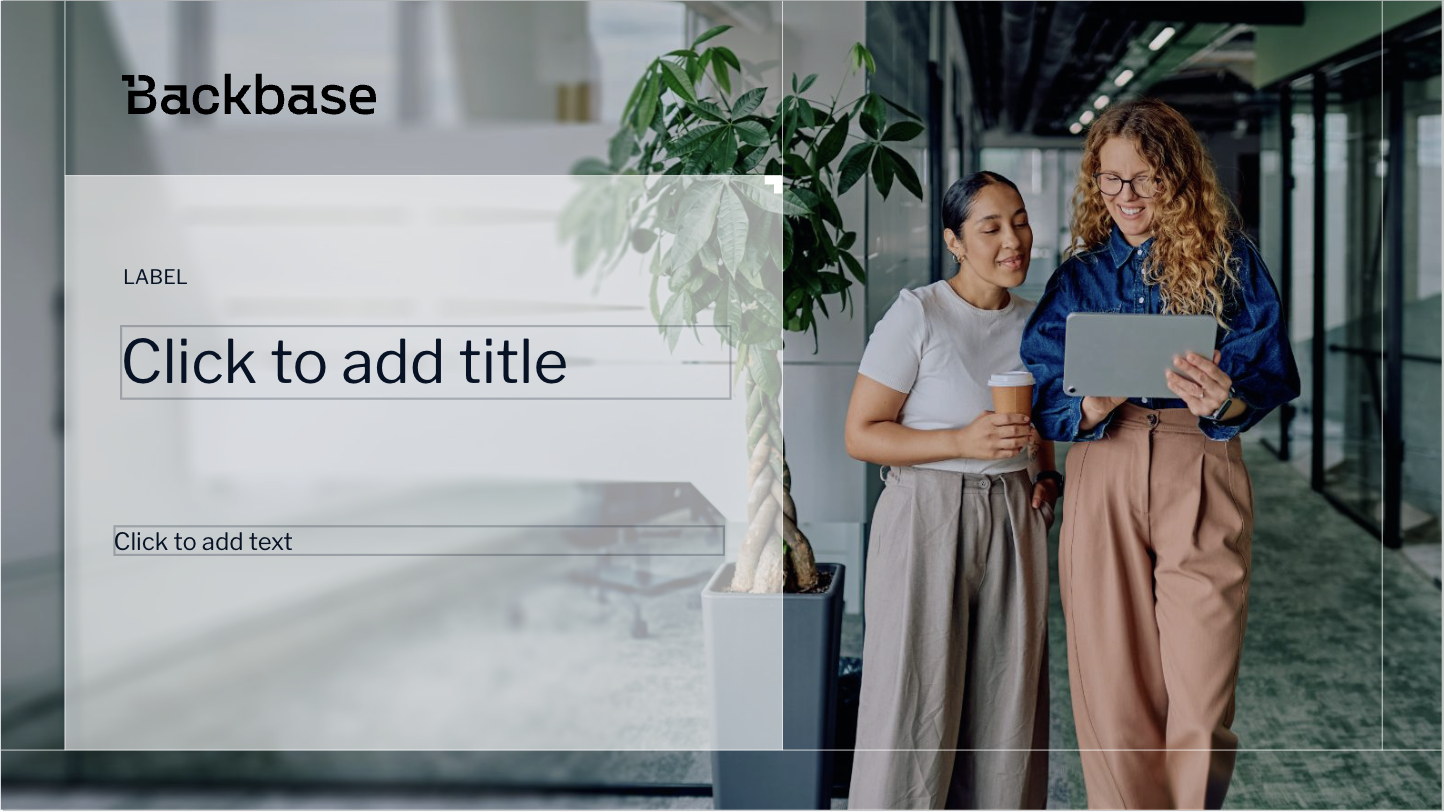 Backbase
LABEL
Click to add title
Click to add text